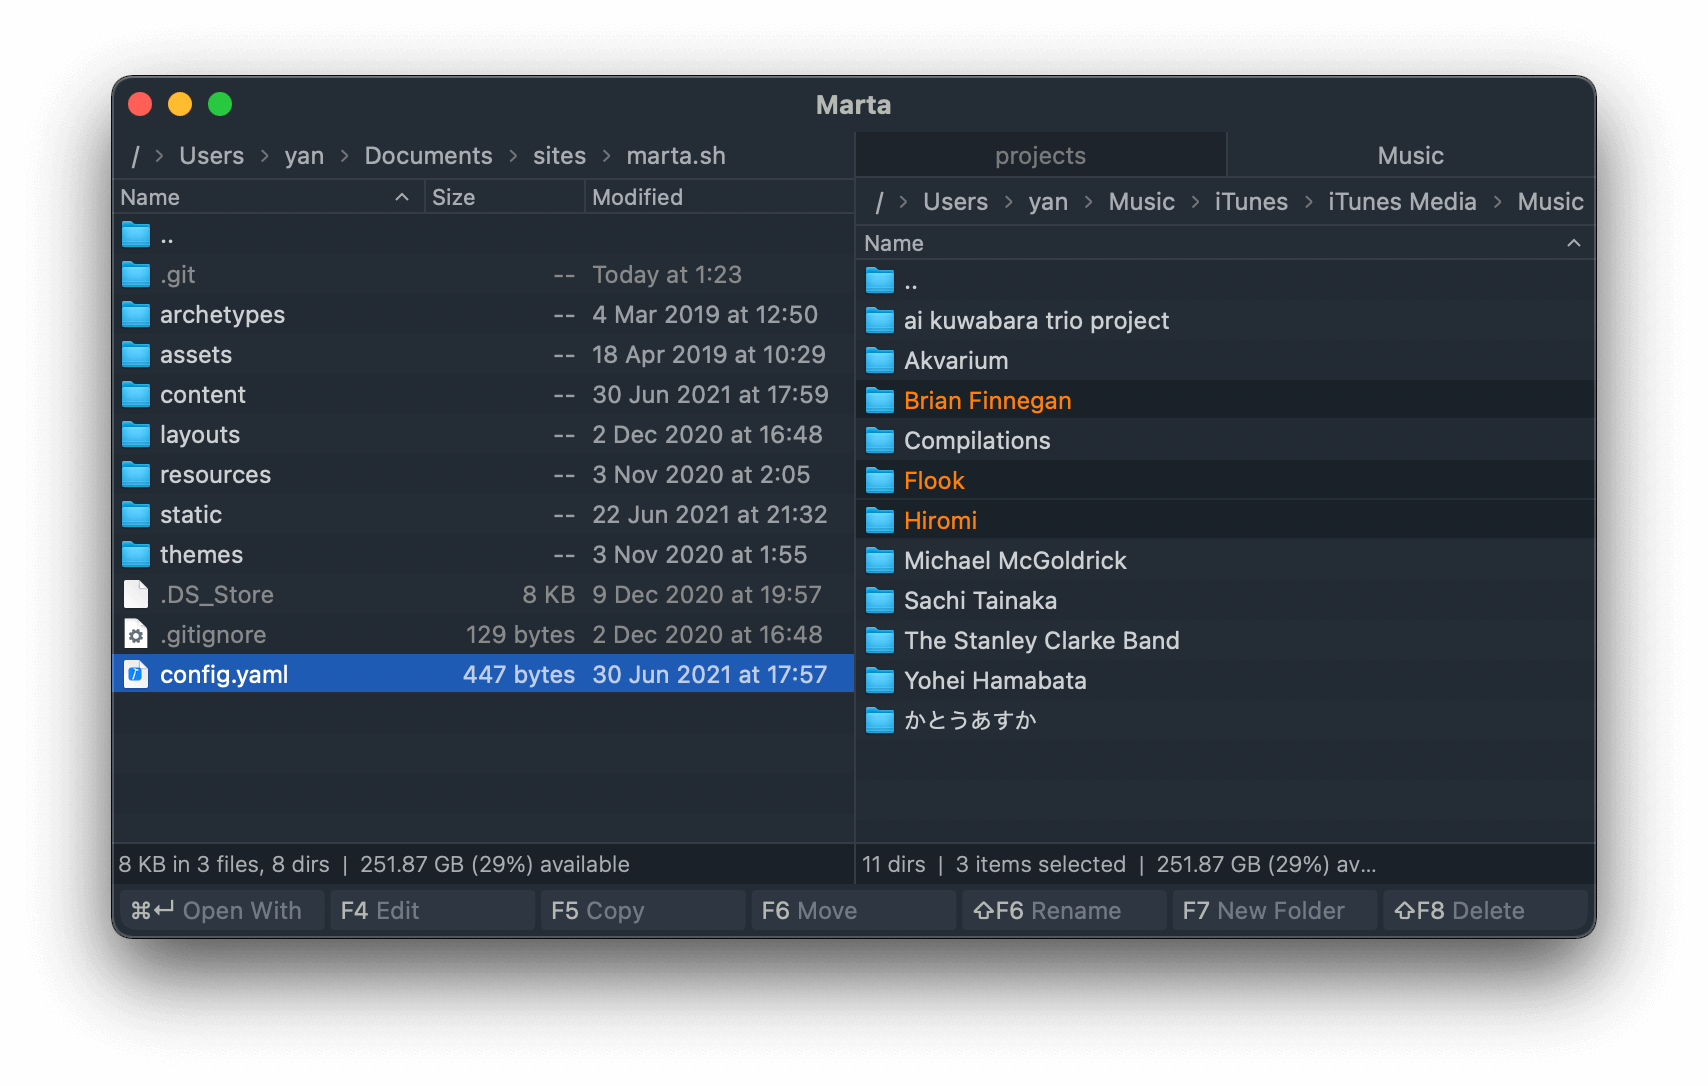 Marta
/ > Users > yan > Documents > sites > marta.sh
Name Size Modified
..
.git -- Today at 1:23
archetypes -- 4 Mar 2019 at 12:50
assets -- 18 Apr 2019 at 10:29
content -- 30 Jun 2021 at 17:59
layouts -- 2 Dec 2020 at 16:48
resources -- 3 Nov 2020 at 2:05
static -- 22 Jun 2021 at 21:32
themes -- 3 Nov 2020 at 1:55
.DS_Store 8 KB 9 Dec 2020 at 19:57
.gitignore 129 bytes 2 Dec 2020 at 16:48
config.yaml 447 bytes 30 Jun 2021 at 17:57
8 KB in 3 files, 8 dirs | 251.87 GB (29%) available
projects Music
/ > Users > yan > Music > iTunes > iTunes Media > Music
Name
..
ai kuwabara trio project
Akvarium
Brian Finnegan
Compilations
Flook
Hiromi
Michael McGoldrick
Sachi Tainaka
The Stanley Clarke Band
Yohei Hamabata
かとうあすか
11 dirs | 3 items selected | 251.87 GB (29%) av...
⌘↩ Open With F4 Edit F5 Copy F6 Move ⇧F6 Rename F7 New Folder ⇧F8 Delete